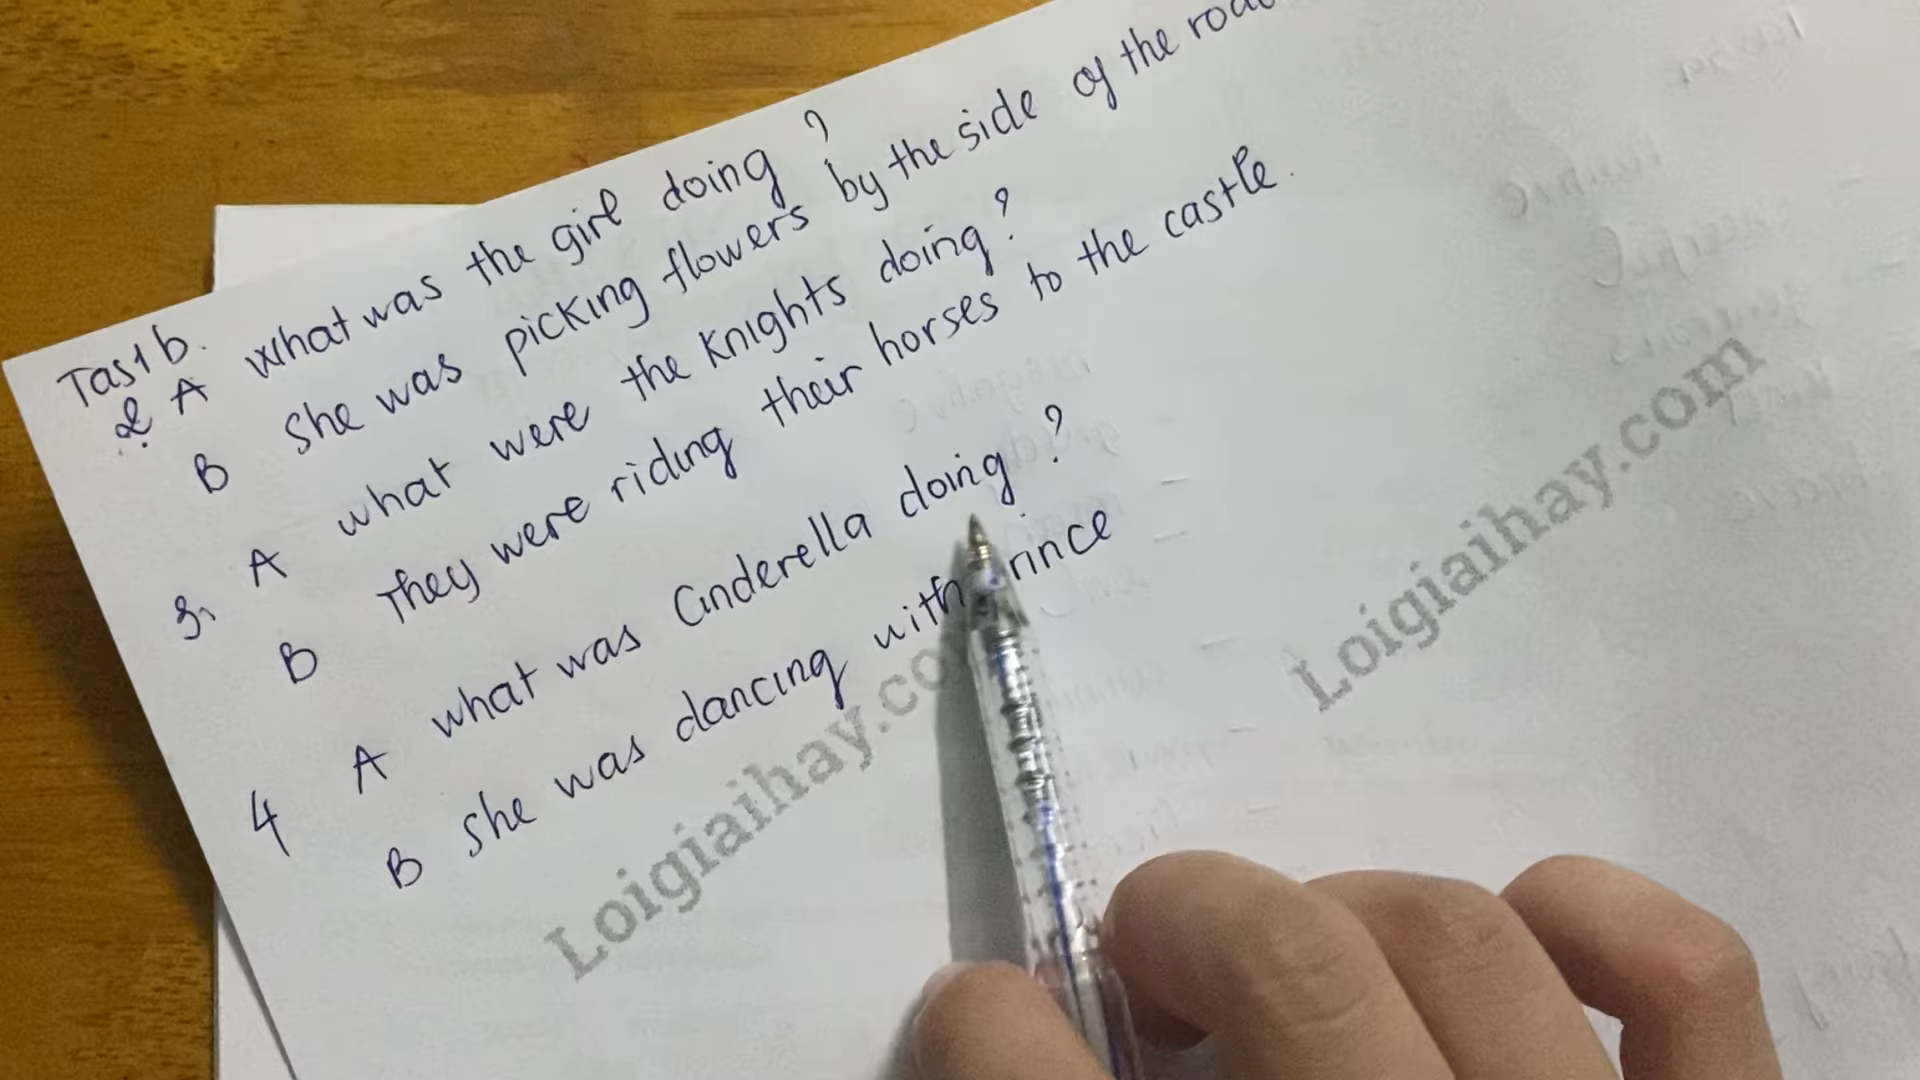 Task b.
2. A What was the girl doing?
B She was picking flowers by the side of the road
3. A what were the Knights doing?
B They were riding their horses to the castle.
4 A what was Cinderella doing?
B She was dancing with rince
Loigiaihay.com
Loigiaihay.co